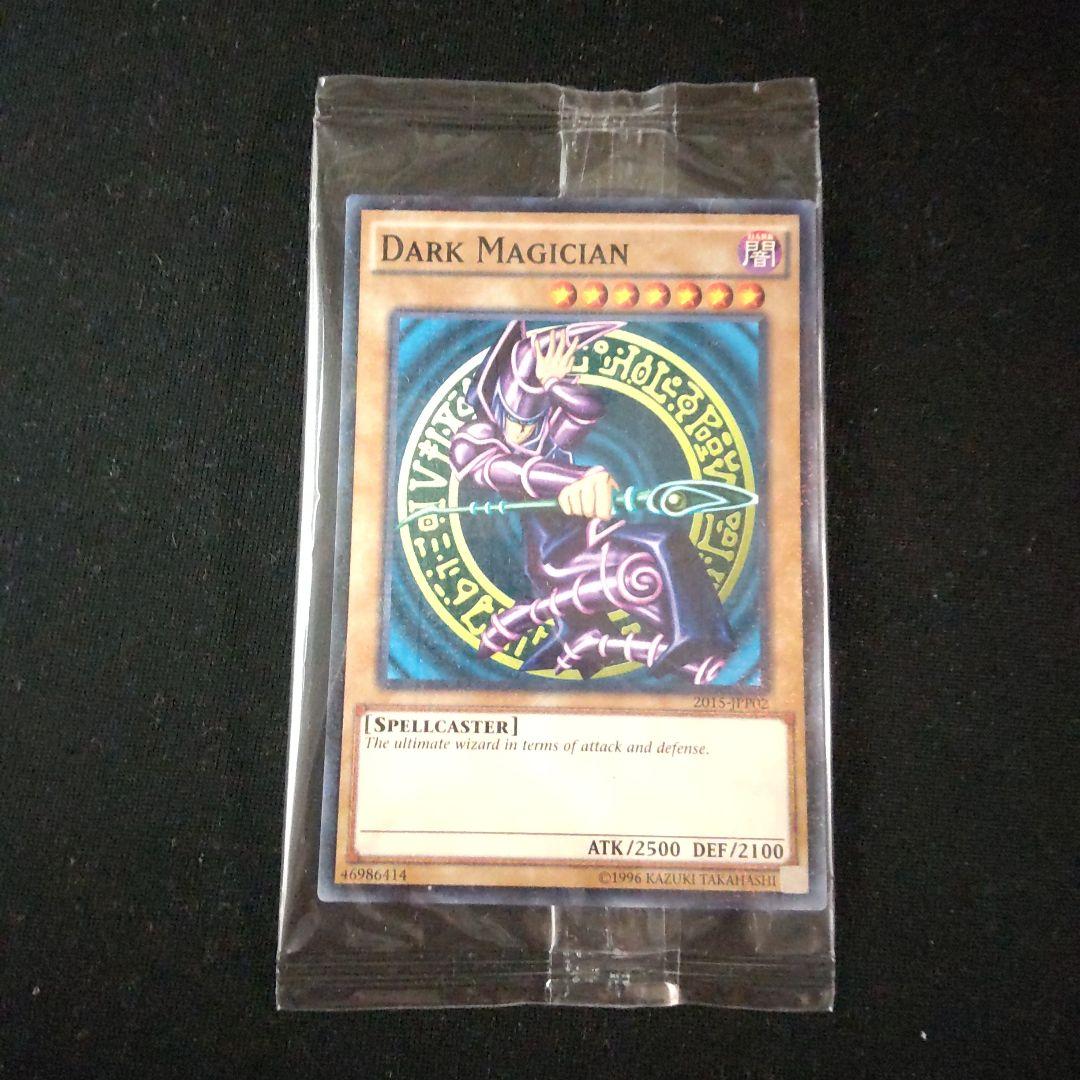 DARK MAGICIAN
闇
2015-JPP02
[SPELLCASTER]
The ultimate wizard in terms of attack and defense.
ATK/2500 DEF/2100
46986414
©1996 KAZUKI TAKAHASHI